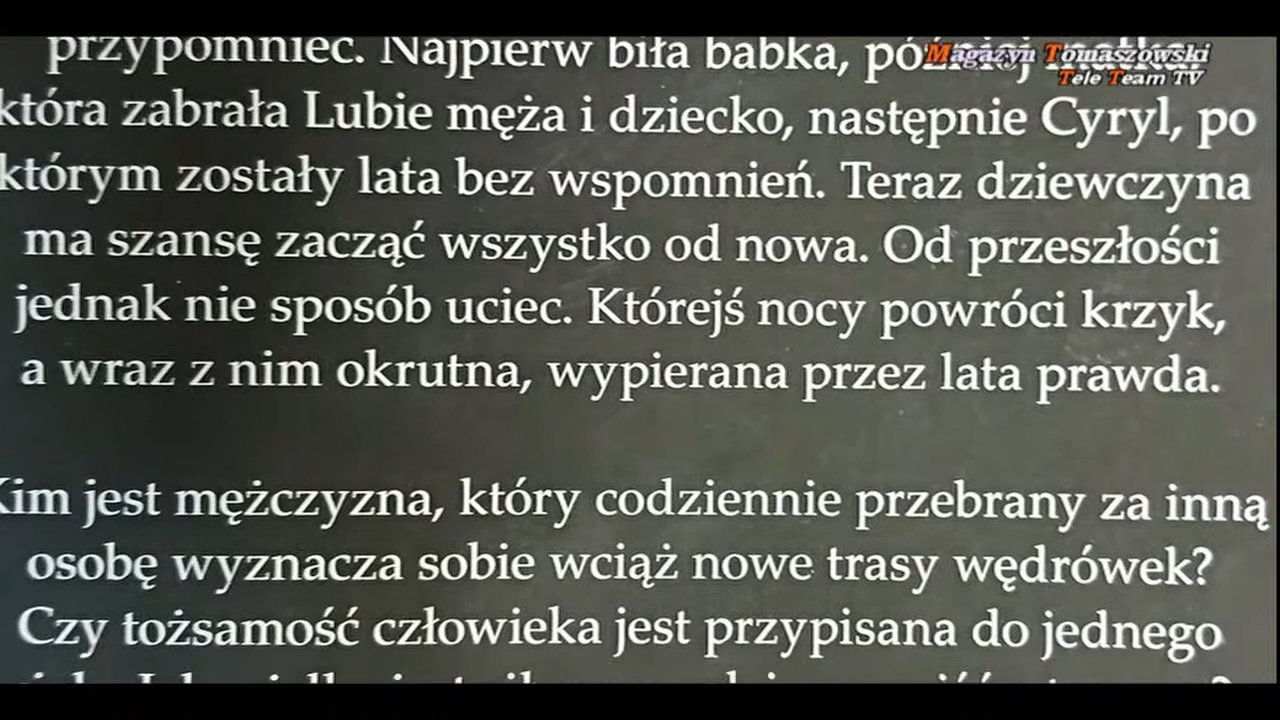 przypomnieć. Najpierw biła babka, później matka,
Magazyn Tomaszowski
Tele Team TV
która zabrała Lubie męża i dziecko, następnie Cyryl, po
którym zostały lata bez wspomnień. Teraz dziewczyna
ma szansę zacząć wszystko od nowa. Od przeszłości
jednak nie sposób uciec. Którejś nocy powróci krzyk,
a wraz z nim okrutna, wypierana przez lata prawda.
Kim jest mężczyzna, który codziennie przebrany za inną
osobę wyznacza sobie wciąż nowe trasy wędrówek?
Czy tożsamość człowieka jest przypisana do jednego